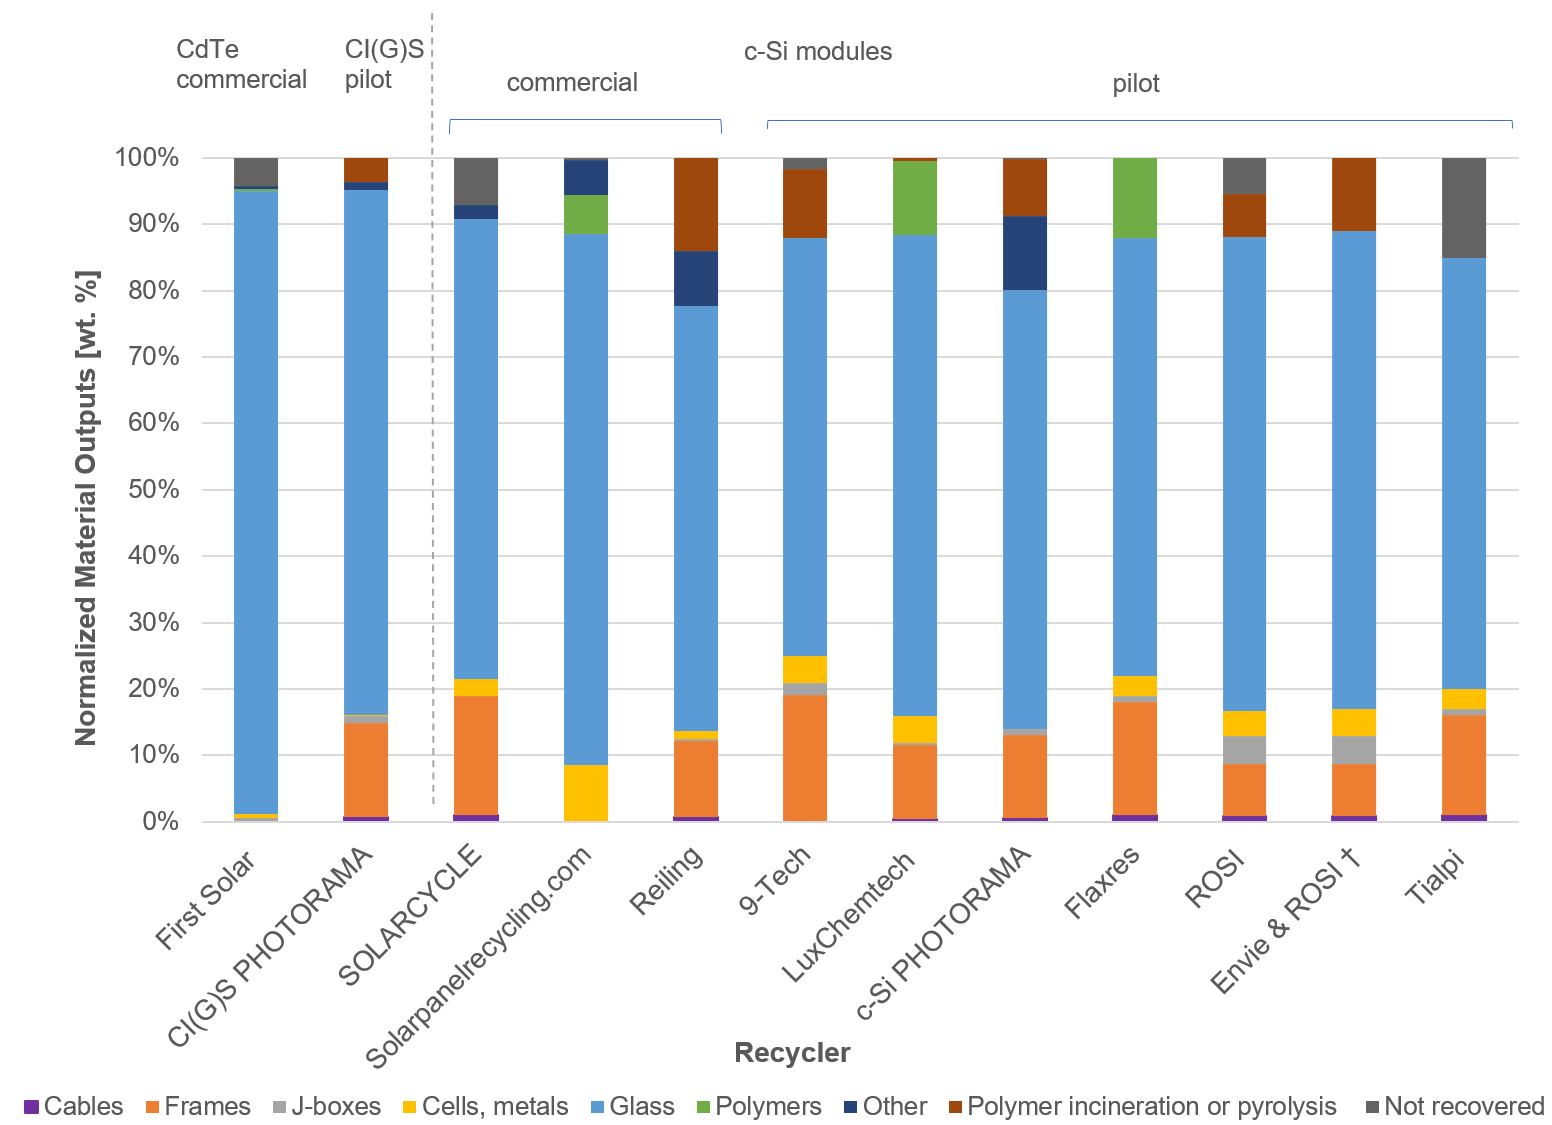 CdTe
commercial
CI(G)S
pilot
c-Si modules
commercial
pilot
Normalized Material Outputs [wt. %]
100%
90%
80%
70%
60%
50%
40%
30%
20%
10%
0%
First Solar
CI(G)S PHOTORAMA
SOLARCYCLE
Solarpanelrecycling.com
Reiling
9-Tech
LuxChemtech
c-Si PHOTORAMA
Flaxres
ROSI
Envie & ROSI †
Tialpi
Recycler
Cables
Frames
J-boxes
Cells, metals
Glass
Polymers
Other
Polymer incineration or pyrolysis
Not recovered